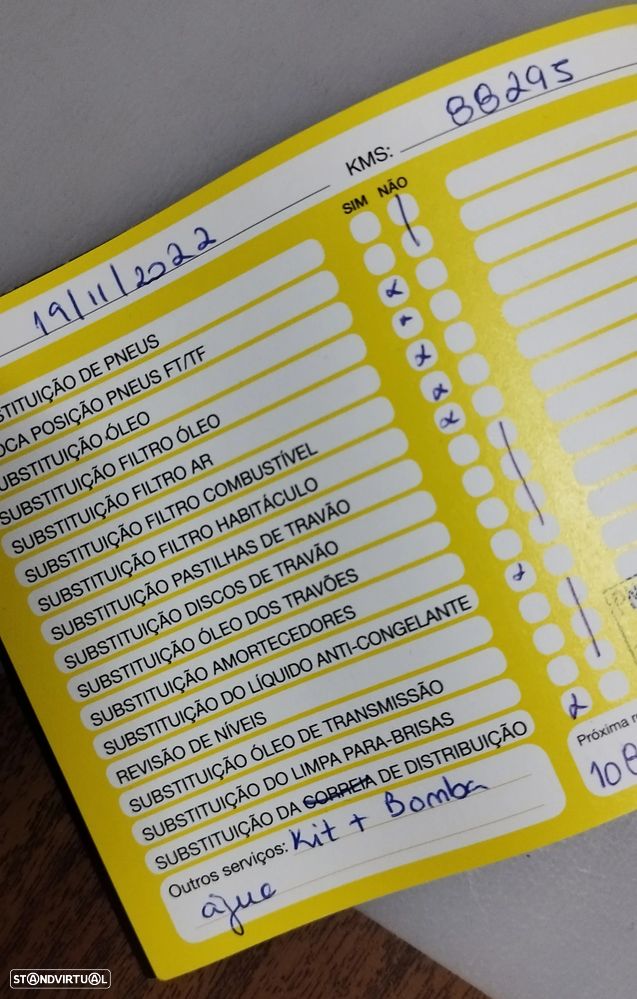 19/11/2022 KMS: 88295
SIM NÃO
STITUIÇÃO DE PNEUS
OCA POSIÇÃO PNEUS FT/TF
UBSTITUIÇÃO ÓLEO
SUBSTITUIÇÃO FILTRO ÓLEO
SUBSTITUIÇÃO FILTRO AR
SUBSTITUIÇÃO FILTRO COMBUSTÍVEL
SUBSTITUIÇÃO FILTRO HABITÁCULO
SUBSTITUIÇÃO PASTILHAS DE TRAVÃO
SUBSTITUIÇÃO DISCOS DE TRAVÃO
SUBSTITUIÇÃO ÓLEO DOS TRAVÕES
SUBSTITUIÇÃO AMORTECEDORES
SUBSTITUIÇÃO DO LÍQUIDO ANTI-CONGELANTE
REVISÃO DE NÍVEIS
SUBSTITUIÇÃO ÓLEO DE TRANSMISSÃO
SUBSTITUIÇÃO DO LIMPA PARA-BRISAS
SUBSTITUIÇÃO DA CORREIA DE DISTRIBUIÇÃO
Outros serviços: Kit + Bomba
água
Próxima r
108
STANDVIRTUAL